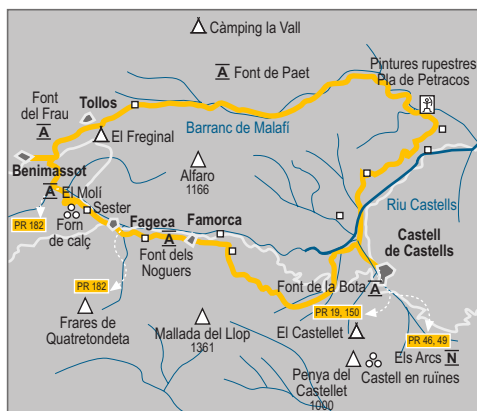 Càmping la Vall
A Font de Paet
Pintures rupestres
Pla de Petracos
Font
del Frau
A
Tollos
El Freginal
Barranc de Malafí
Benimassot
Alfaro
1166
A El Molí
Sester
Riu Castells
PR 182
Forn
de calç
Fageca
Famorca
A
Font dels
Noguers
Castell
de Castells
Font de la Bota A
PR 182
PR 19, 150
Frares de
Quatretondeta
Mallada del Llop
1361
El Castellet
PR 46, 49
Els Arcs N
Penya del
Castellet
1000
Castell en ruïnes